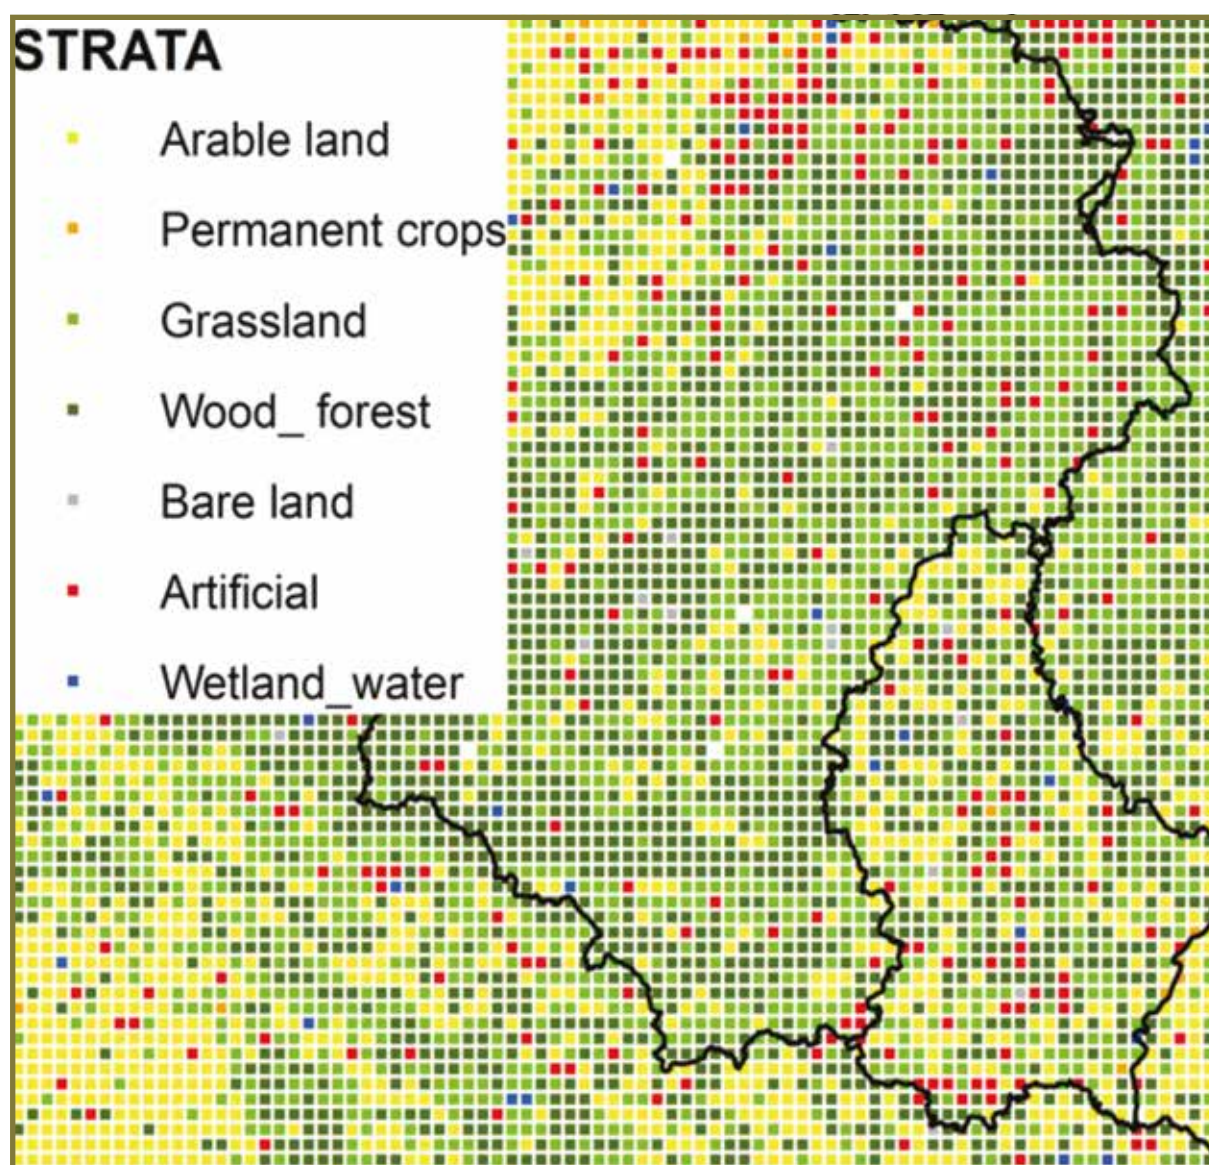 STRATA
Arable land
Permanent crops
Grassland
Wood_ forest
Bare land
Artificial
Wetland_water